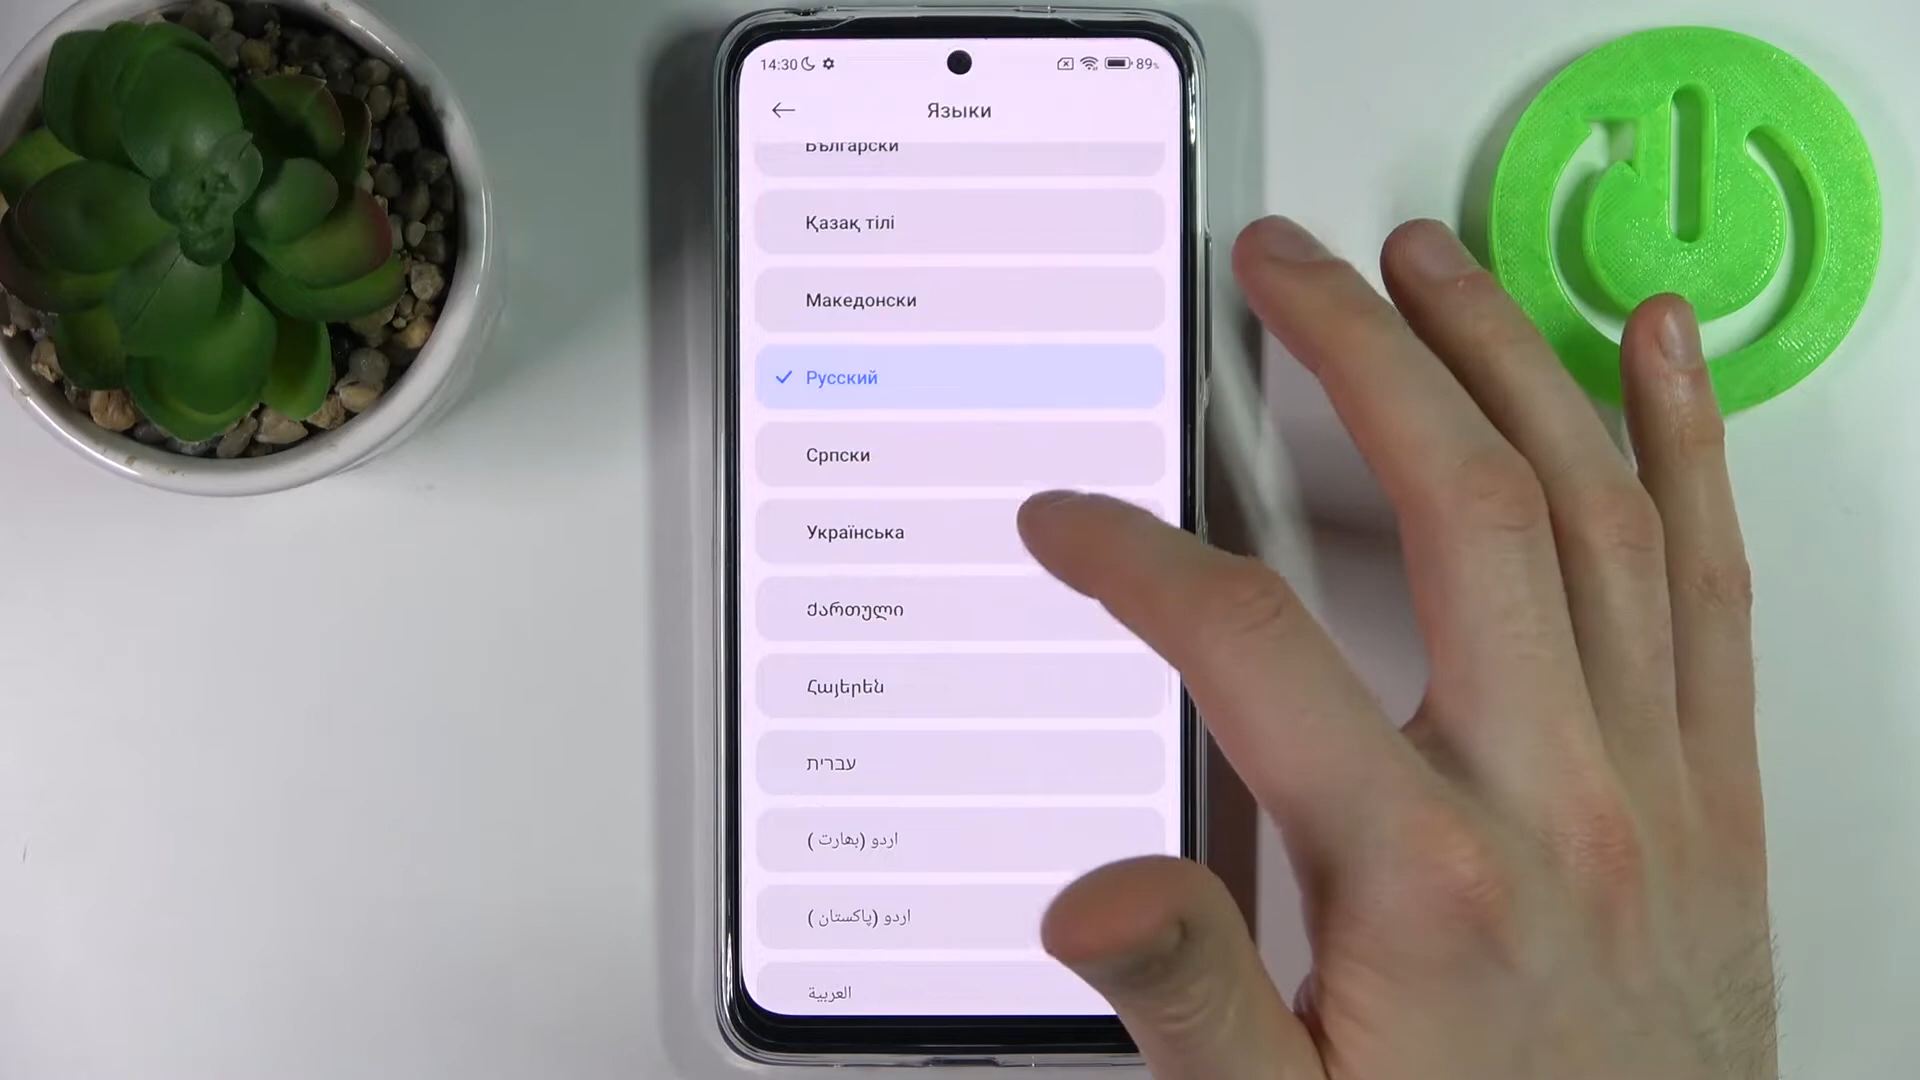 14:30 89%
Языки
Български
Қазақ тілі
Македонски
Русский
Српски
Українська
Ქართული
Հայերեն
עברית
اردو (بھارت )
اردو (پاکستان )
العربية